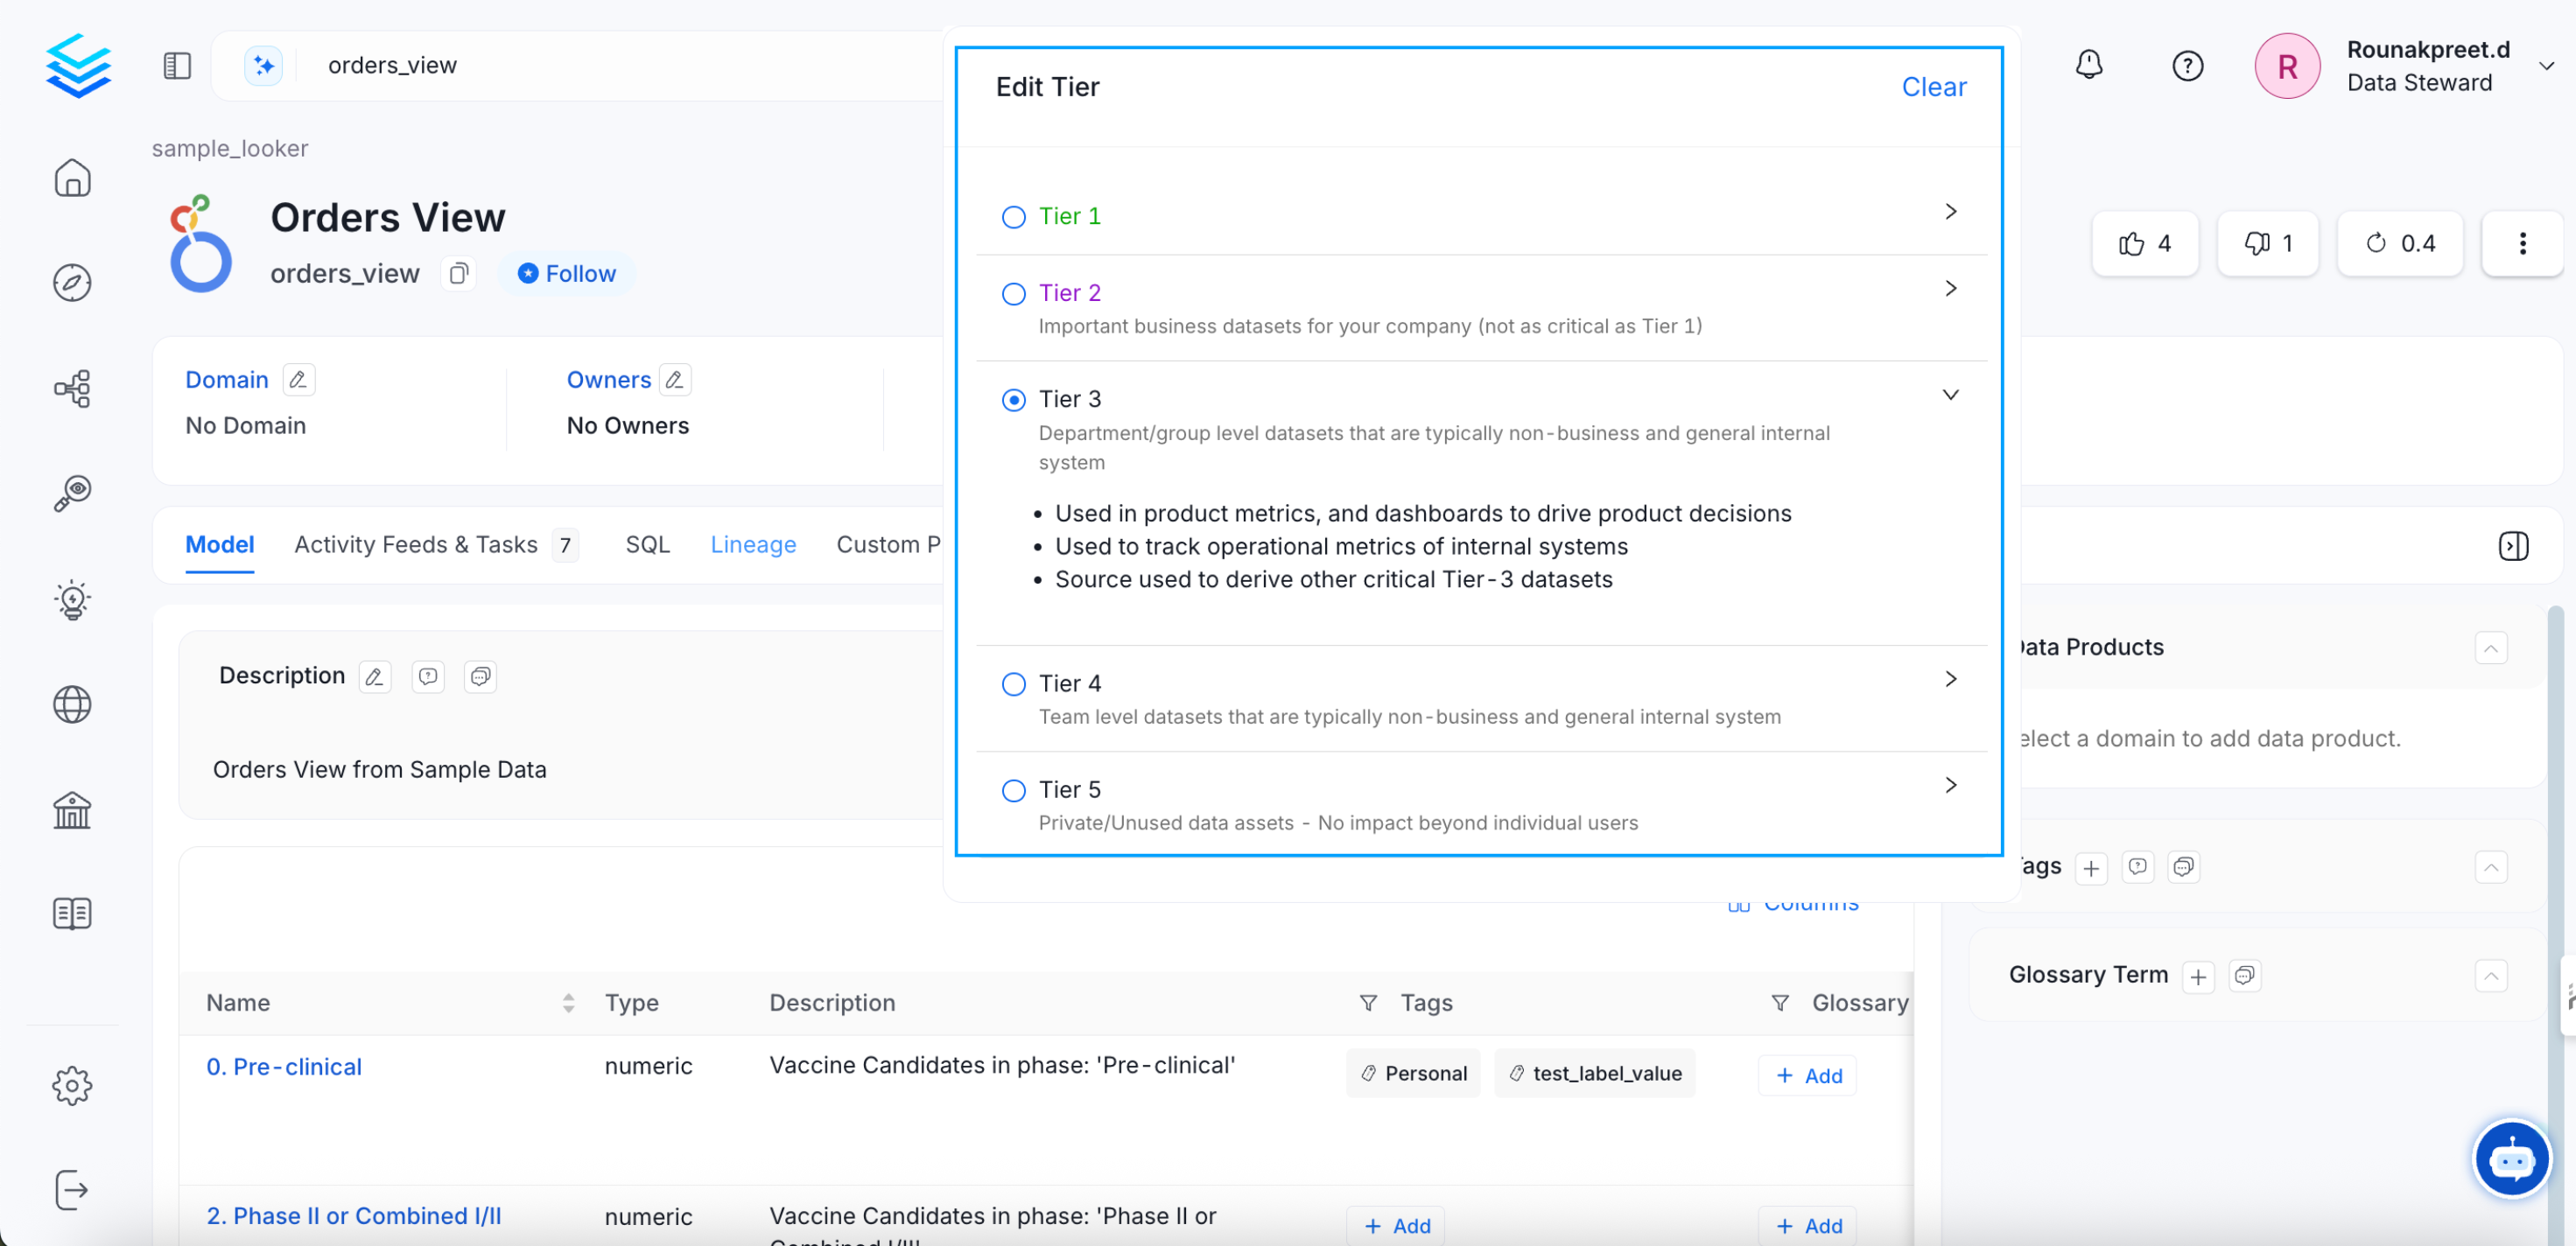 orders_view
Rounakpreet.d
Data Steward
R
sample_looker
Orders View
orders_view
Follow
4
1
0.4
Domain
No Domain
Owners
No Owners
Model
Activity Feeds & Tasks 7
SQL
Lineage
Custom P
Description
Orders View from Sample Data
Edit Tier
Clear
Tier 1
Tier 2
Important business datasets for your company (not as critical as Tier 1)
Tier 3
Department/group level datasets that are typically non-business and general internal
system
• Used in product metrics, and dashboards to drive product decisions
• Used to track operational metrics of internal systems
• Source used to derive other critical Tier-3 datasets
Tier 4
Team level datasets that are typically non-business and general internal system
Tier 5
Private/Unused data assets - No impact beyond individual users
ata Products
elect a domain to add data product.
ags
Glossary Term
Columns
Name
Type
Description
Tags
Glossary
0. Pre-clinical
numeric
Vaccine Candidates in phase: 'Pre-clinical'
Personal
test_label_value
+ Add
2. Phase II or Combined I/II
numeric
Vaccine Candidates in phase: 'Phase II or
+ Add
+ Add